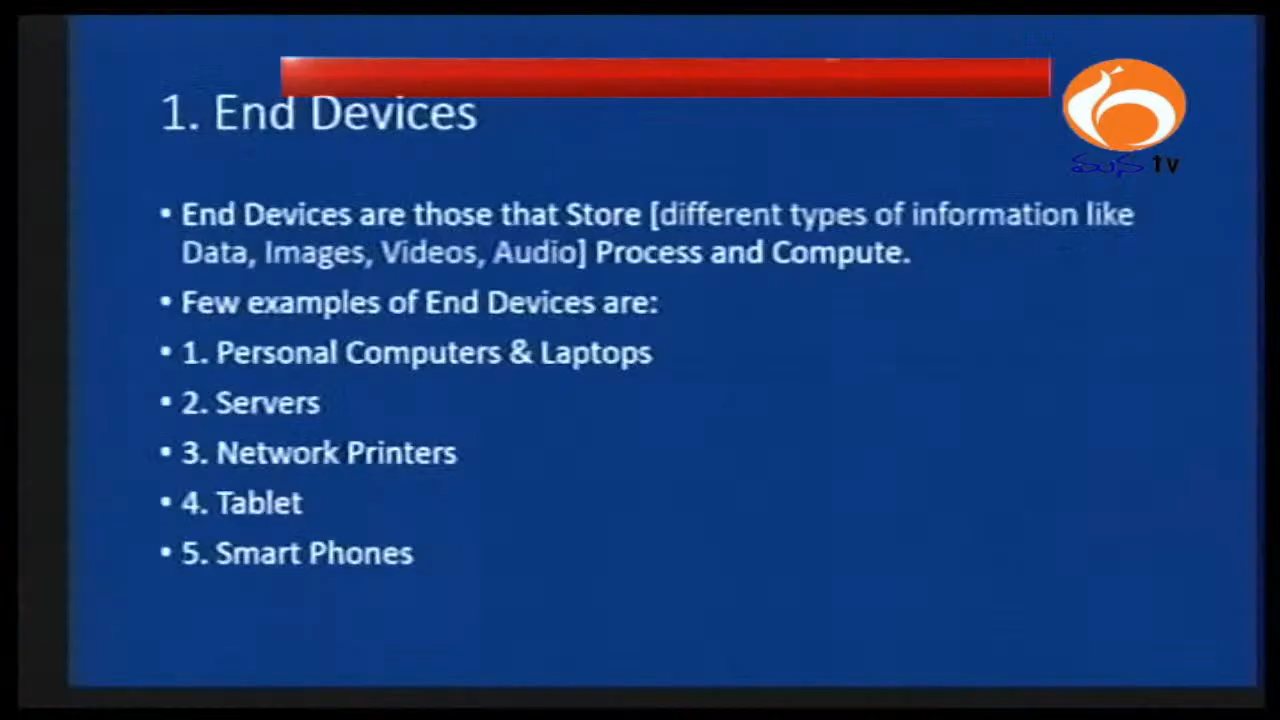 1. End Devices
• End Devices are those that Store [different types of information like
Data, Images, Videos, Audio] Process and Compute.
• Few examples of End Devices are:
• 1. Personal Computers & Laptops
• 2. Servers
• 3. Network Printers
• 4. Tablet
• 5. Smart Phones
మన tv